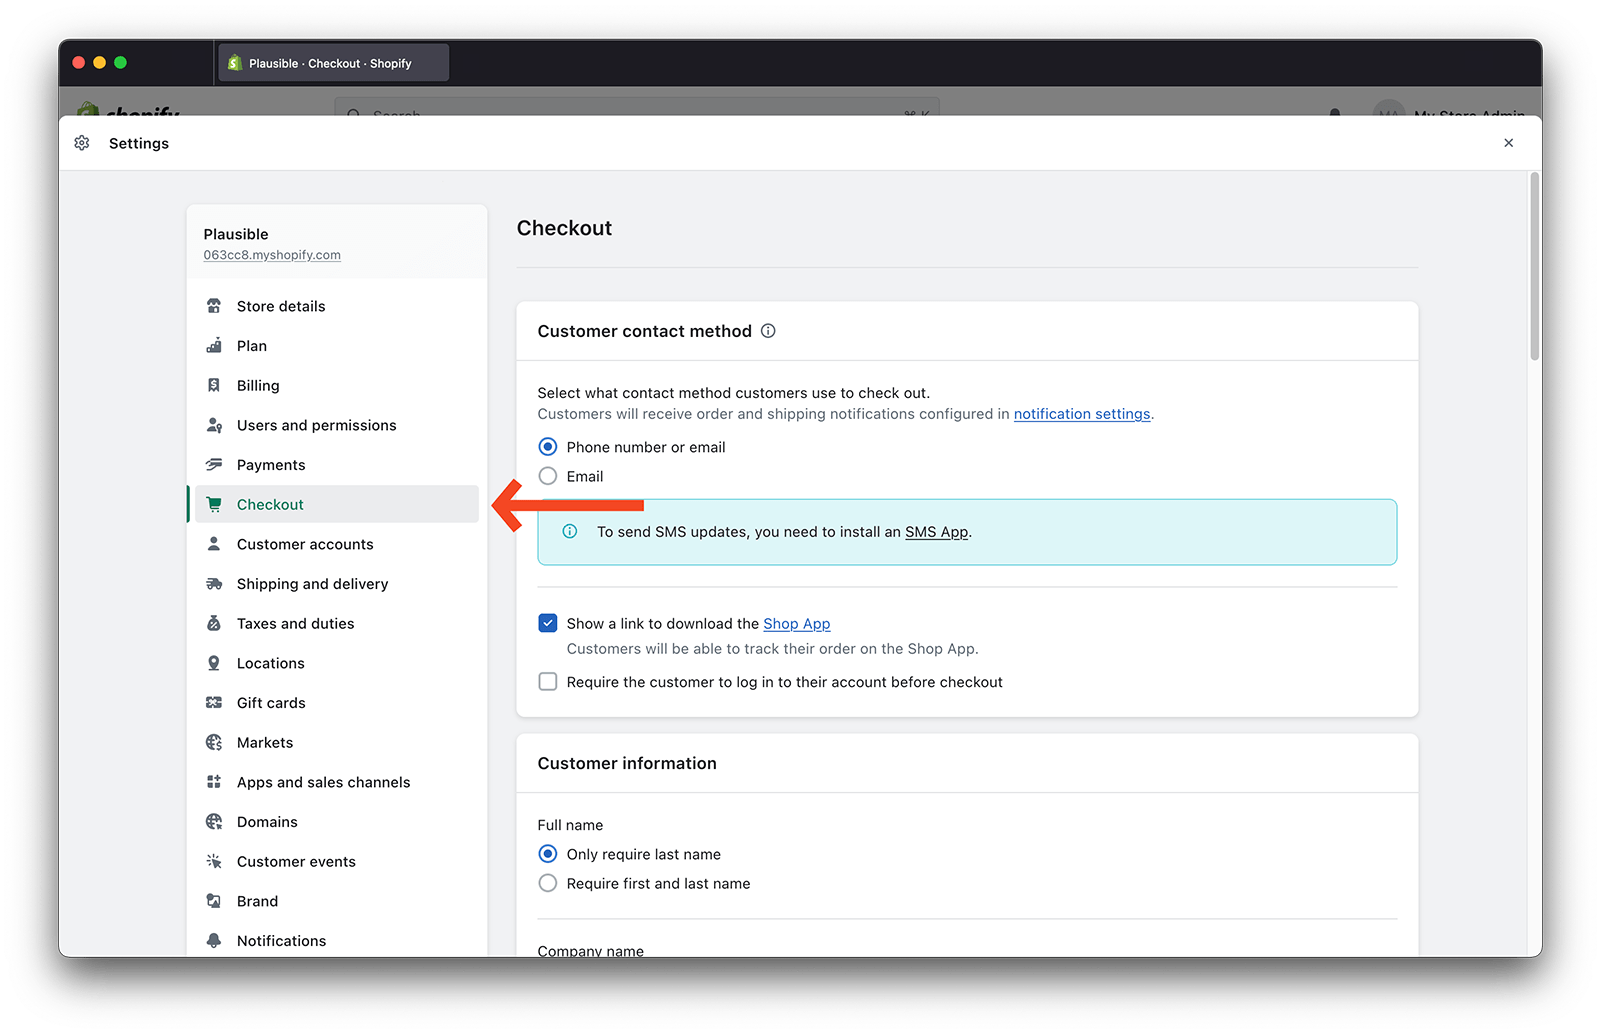 Plausible · Checkout · Shopify
shopify
Search
⌘ K
MA
My Store Admin
Settings
Plausible
063cc8.myshopify.com
Store details
Plan
Billing
Users and permissions
Payments
Checkout
Customer accounts
Shipping and delivery
Taxes and duties
Locations
Gift cards
Markets
Apps and sales channels
Domains
Customer events
Brand
Notifications
Checkout
Customer contact method
Select what contact method customers use to check out.
Customers will receive order and shipping notifications configured in notification settings.
Phone number or email
Email
To send SMS updates, you need to install an SMS App.
Show a link to download the Shop App
Customers will be able to track their order on the Shop App.
Require the customer to log in to their account before checkout
Customer information
Full name
Only require last name
Require first and last name
Company name